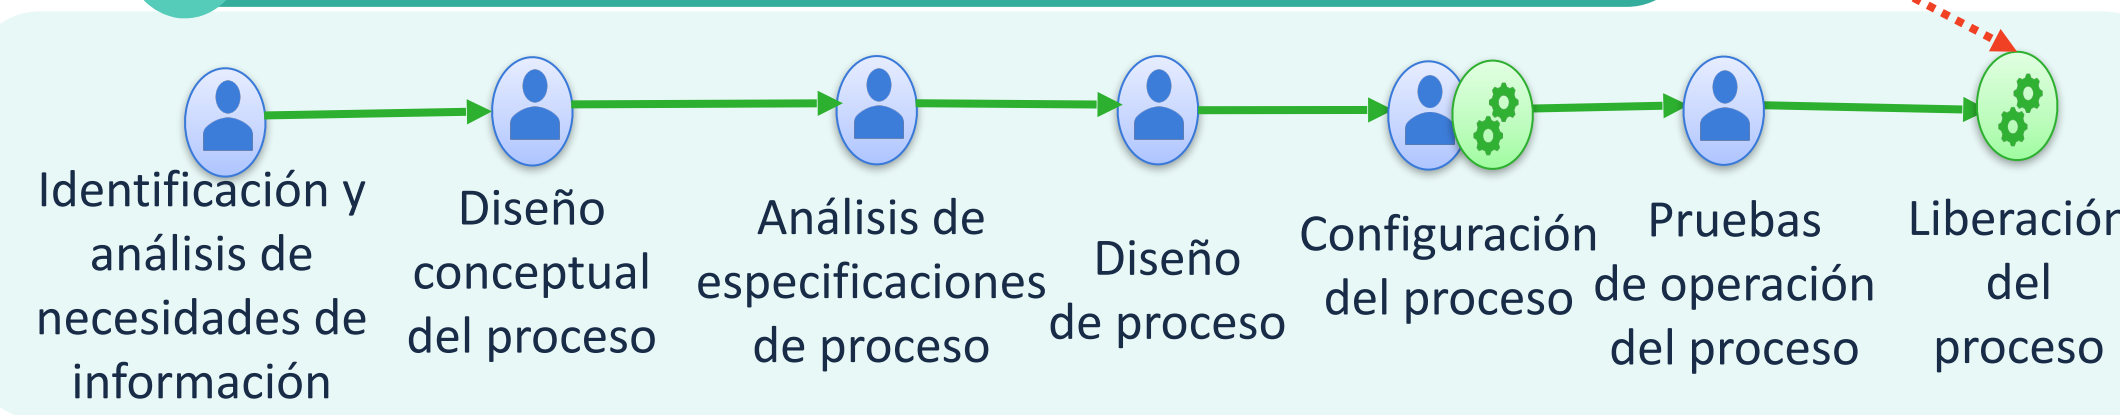 Identificación y
análisis de
necesidades de
información
Diseño
conceptual
del proceso
Análisis de
especificaciones
de proceso
Diseño
de proceso
Configuración
del proceso
Pruebas
de operación
del proceso
Liberación
del
proceso